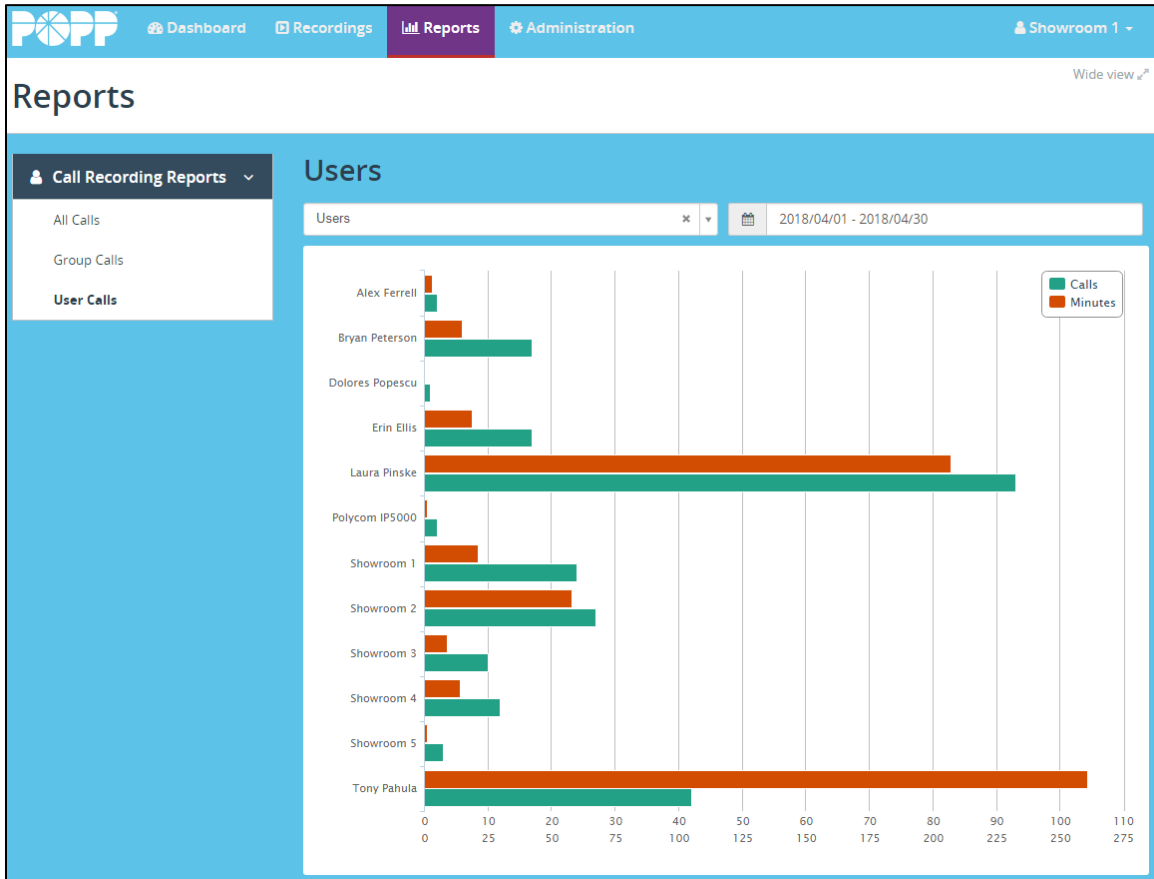 POPP Dashboard Recordings Reports Administration Showroom 1
Wide view
Reports
Call Recording Reports
All Calls
Group Calls
User Calls
Users
Users 2018/04/01 - 2018/04/30
Calls
Minutes
Alex Ferrell
Bryan Peterson
Dolores Popescu
Erin Ellis
Laura Pinske
Polycom IP5000
Showroom 1
Showroom 2
Showroom 3
Showroom 4
Showroom 5
Tony Pahula
0 10 20 30 40 50 60 70 80 90 100 110
0 25 50 75 100 125 150 175 200 225 250 275